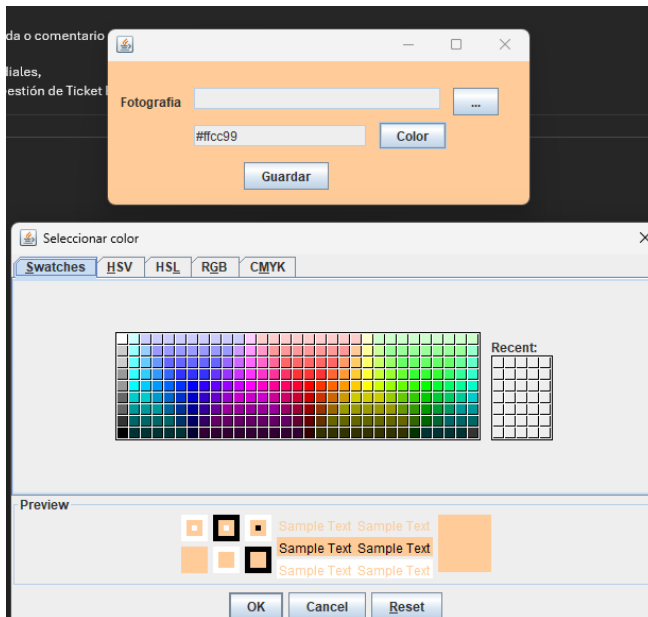 da o comentario
diales,
estión de Ticket
Fotografia
...
#ffcc99
Color
Guardar
Seleccionar color
Swatches HSV HSL RGB CMYK
Recent:
Preview
Sample Text Sample Text
Sample Text Sample Text
Sample Text Sample Text
OK Cancel Reset